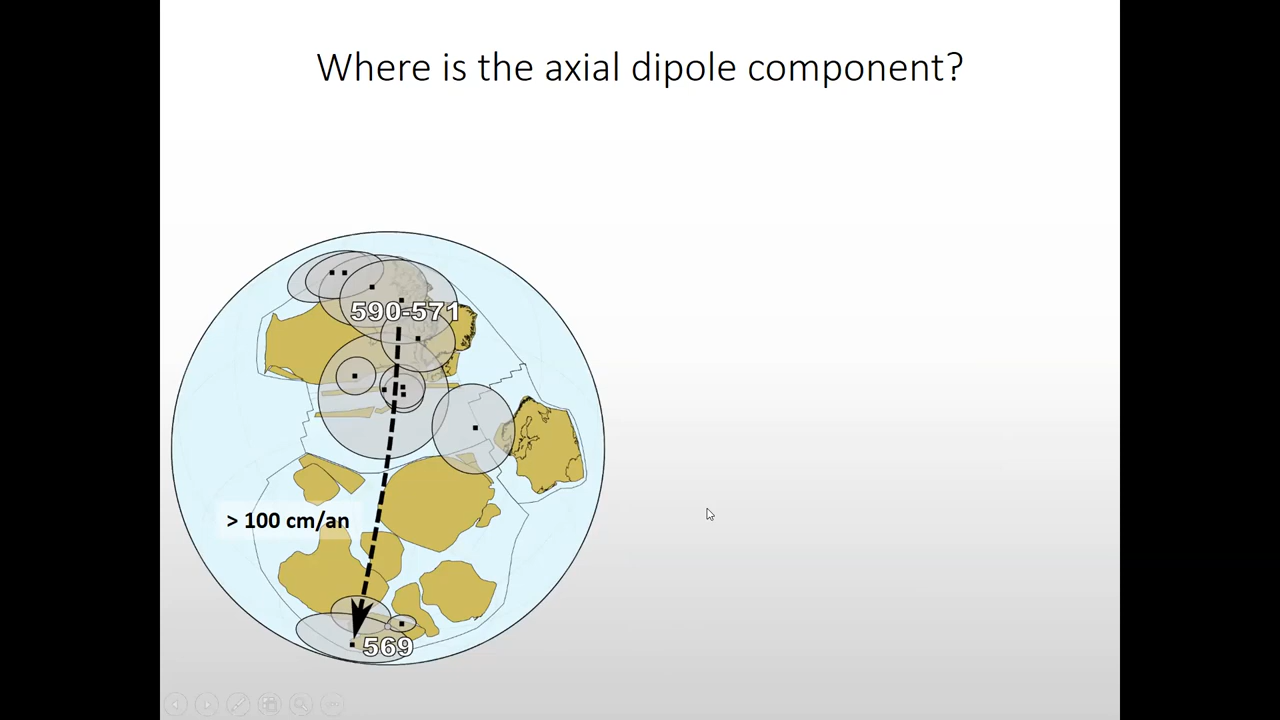 Where is the axial dipole component?
590-571
> 100 cm/an
569